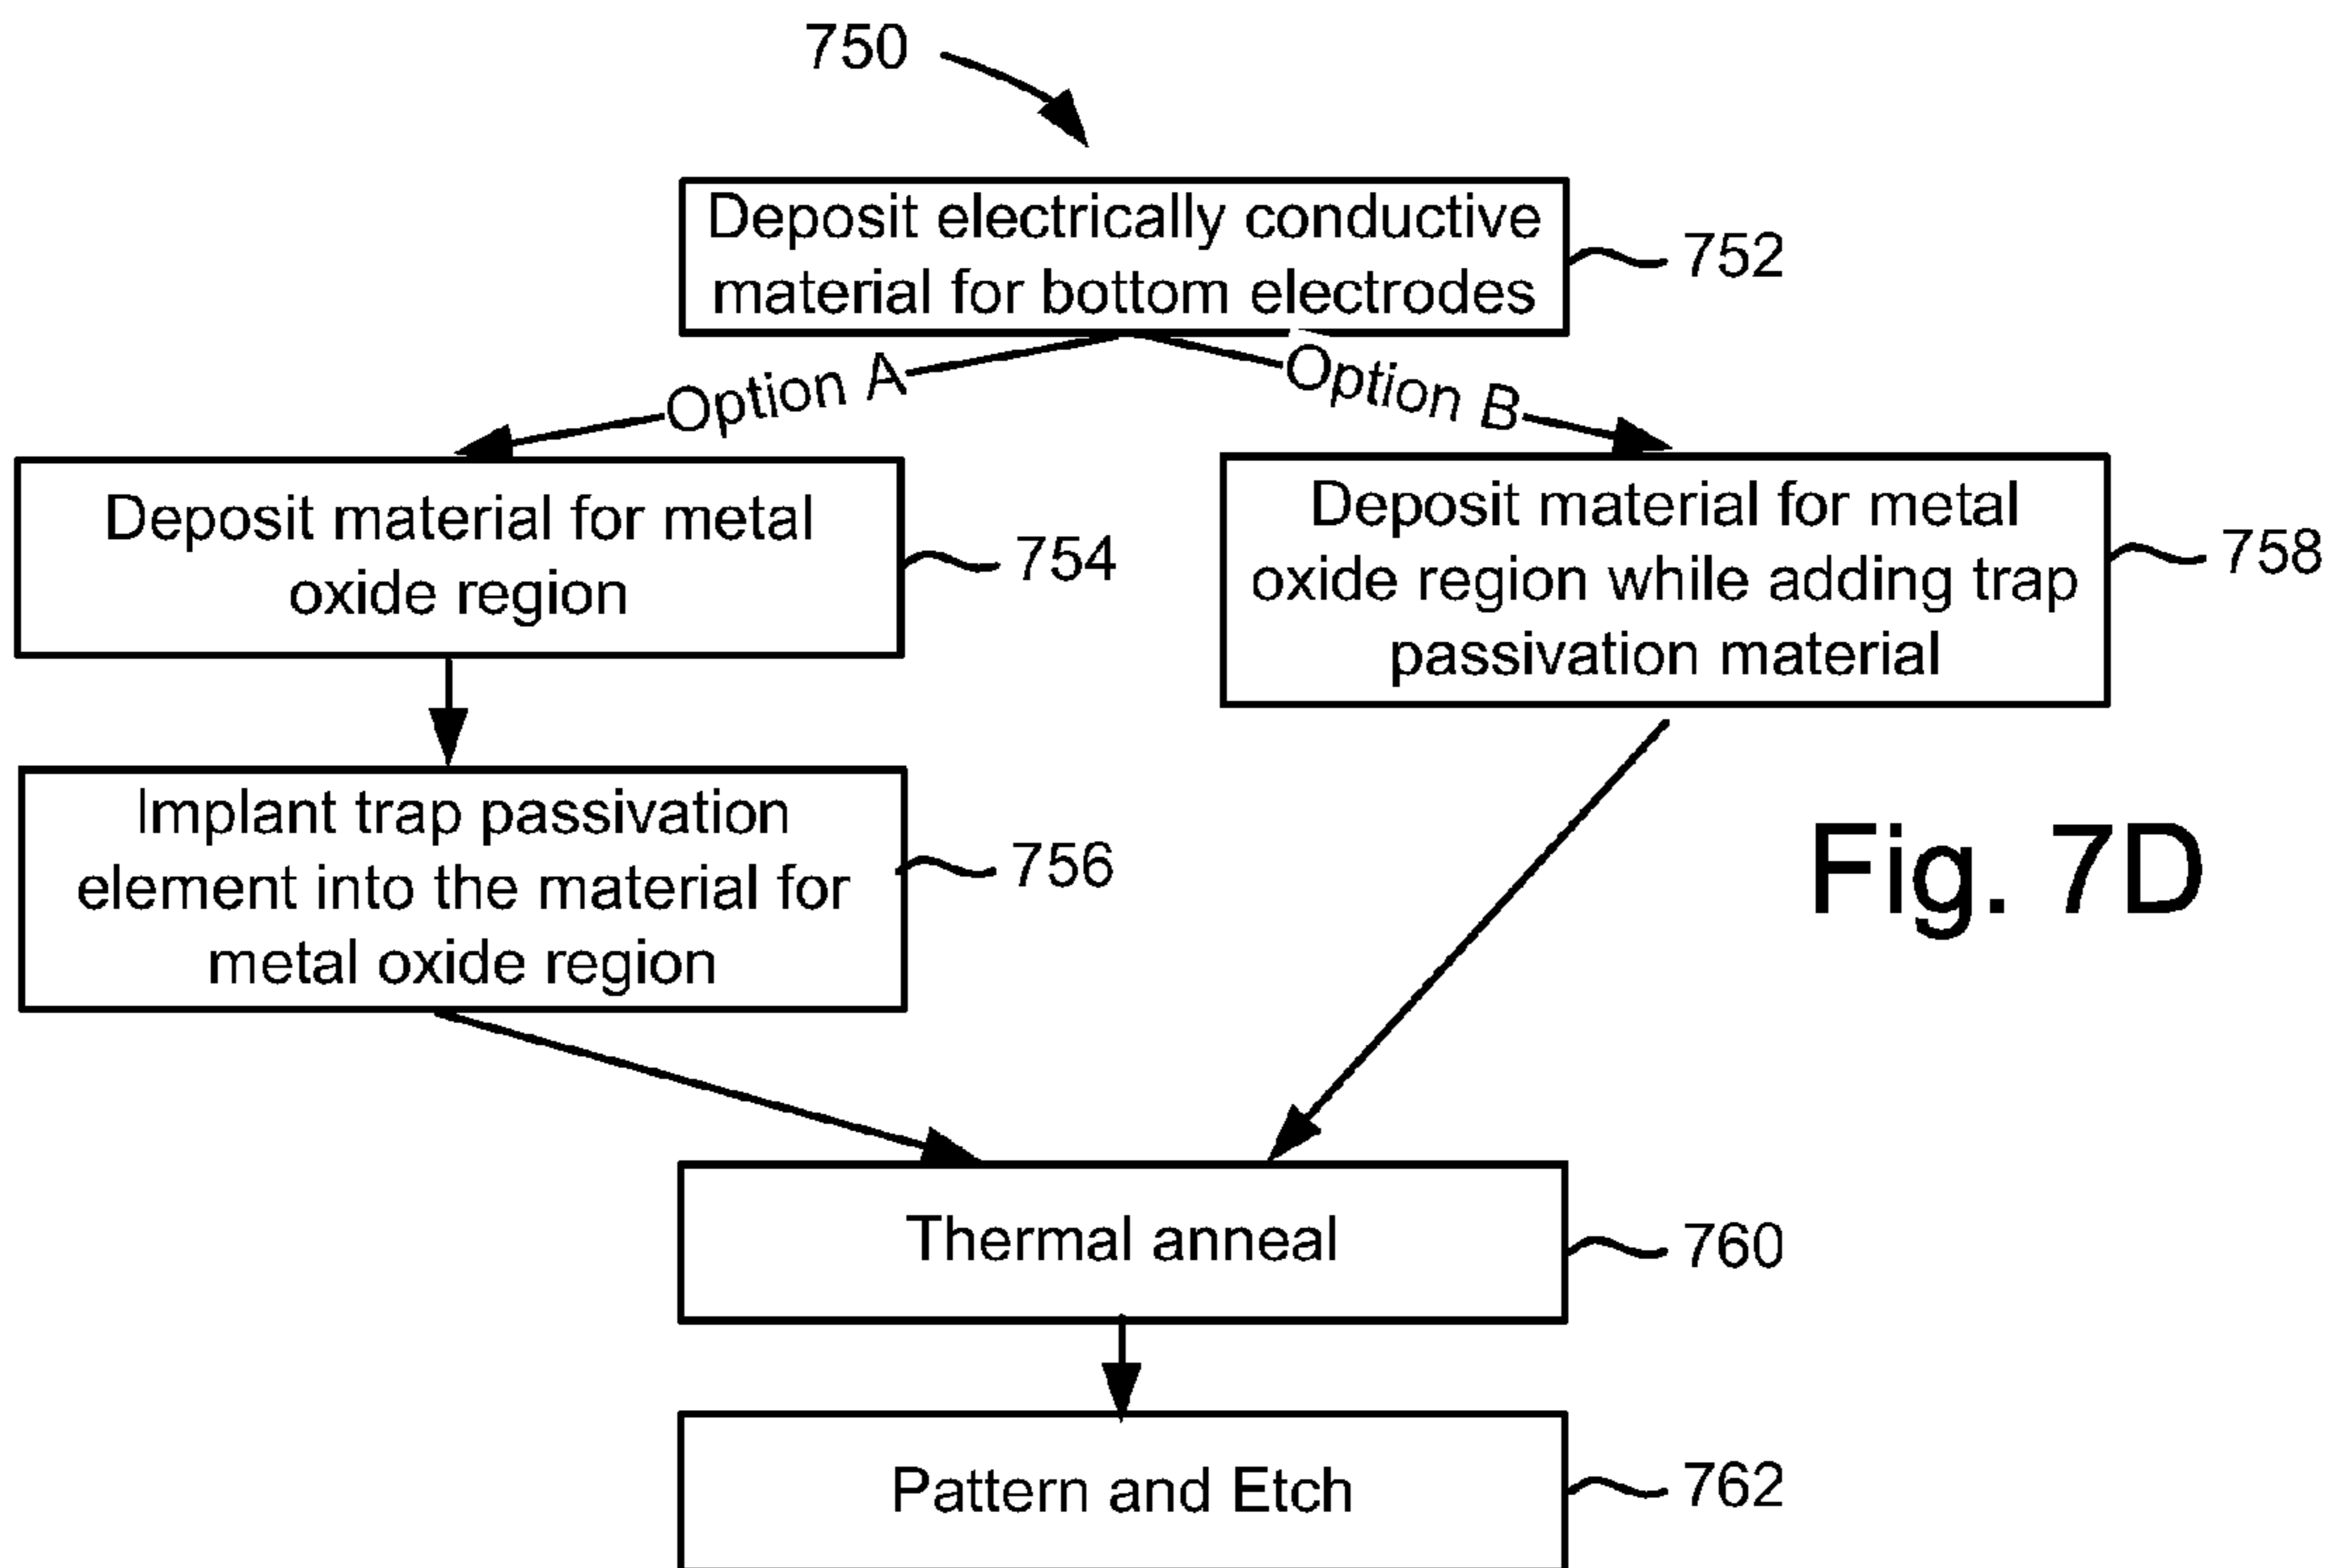 750
Deposit electrically conductive
material for bottom electrodes
752
Option A
Option B
Deposit material for metal
oxide region
754
Deposit material for metal
oxide region while adding trap
passivation material
758
Implant trap passivation
element into the material for
metal oxide region
756
Fig. 7D
Thermal anneal
760
Pattern and Etch
762